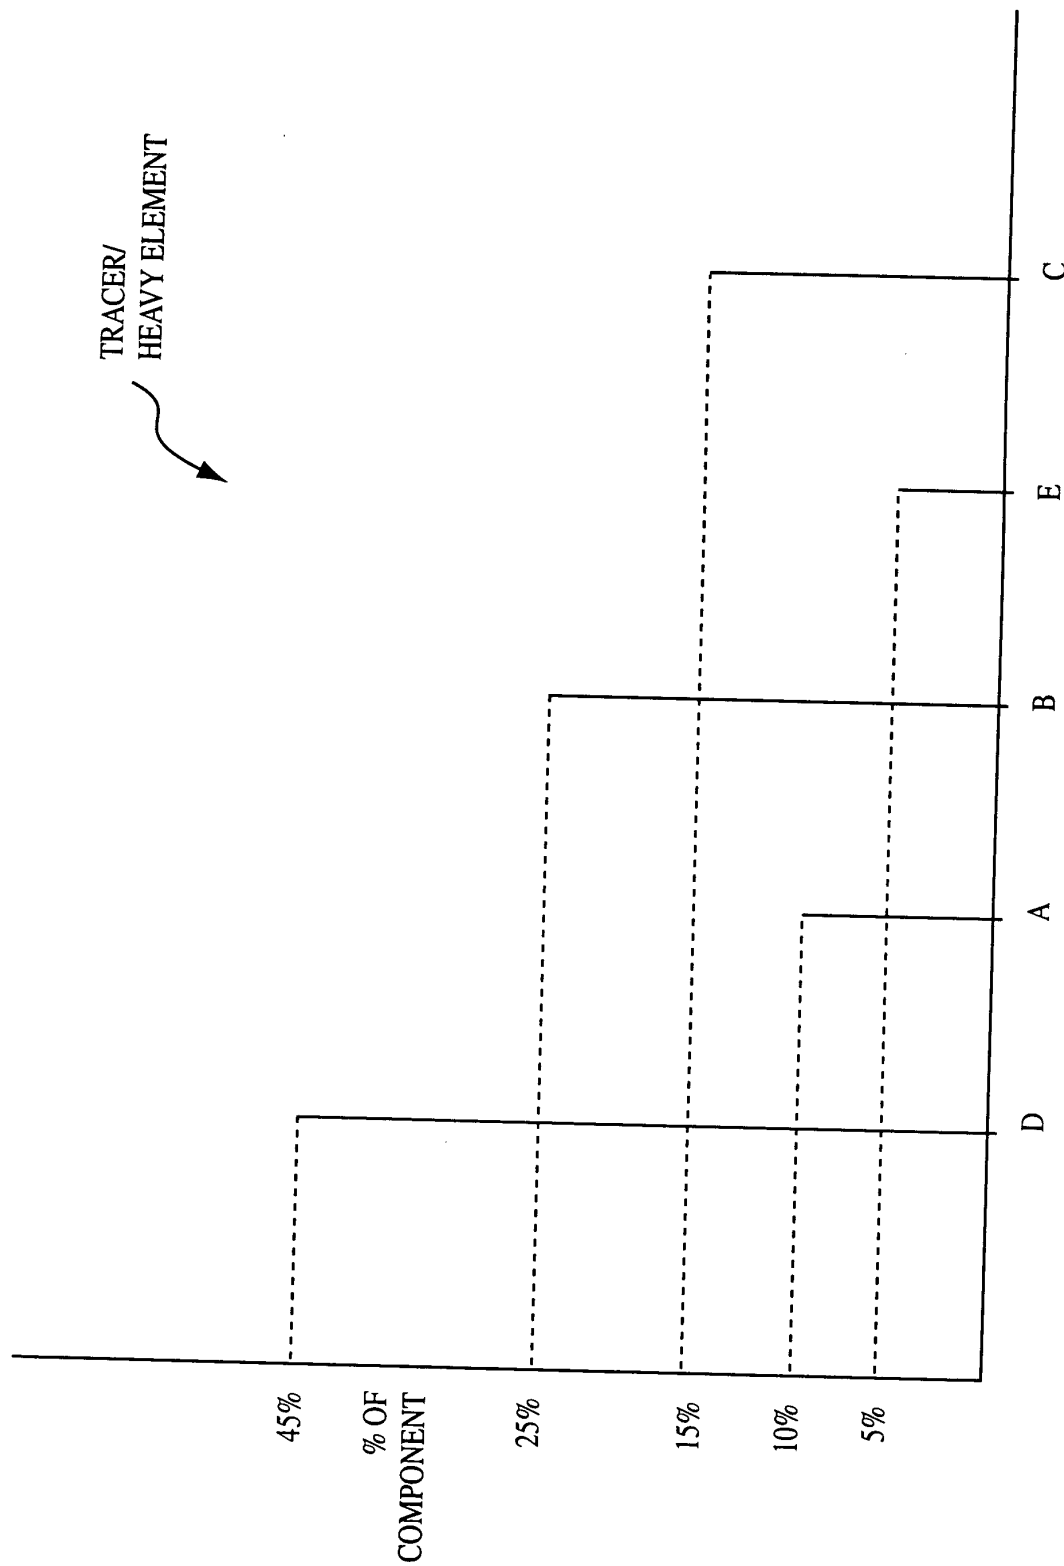 TRACER/
HEAVY ELEMENT
45%
% OF
COMPONENT
25%
15%
10%
5%
D
A
B
E
C